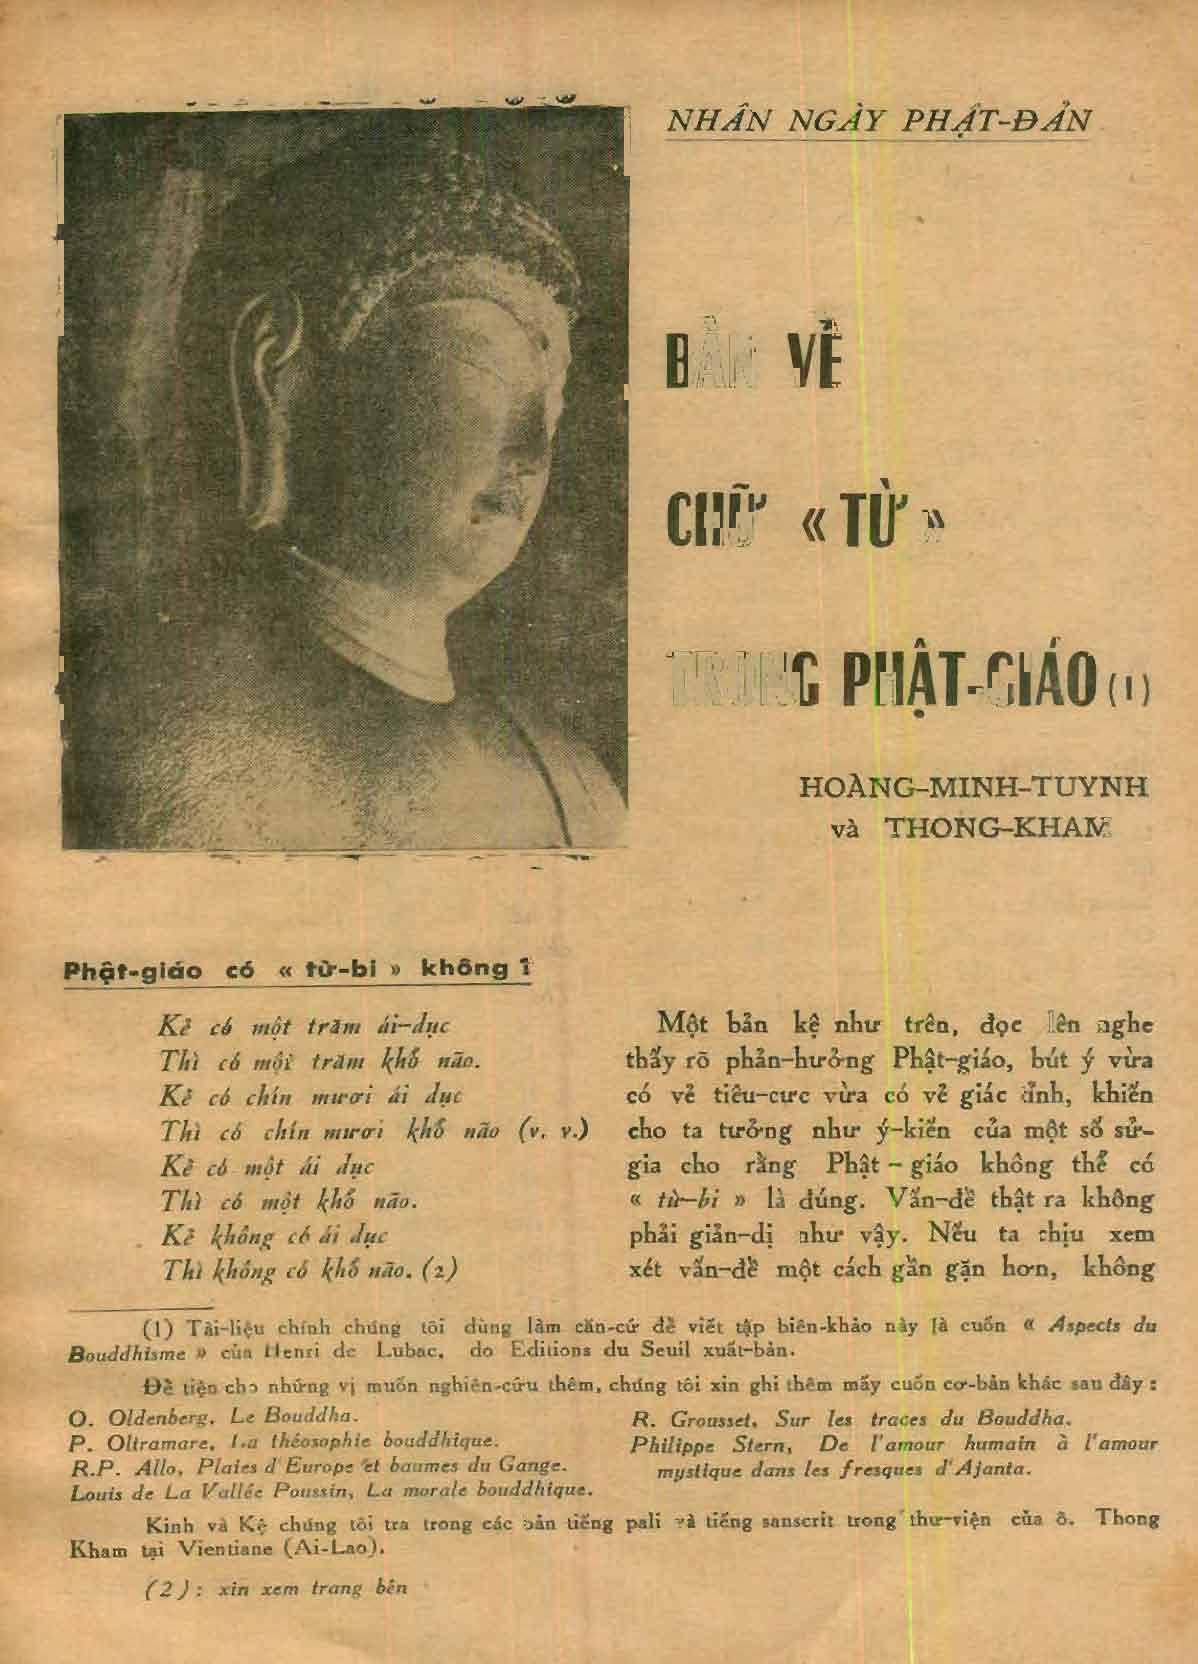 NHÂN NGÀY PHẬT-ĐẢN
BÀN VỀ
CHỮ « TỪ »
TRONG PHẬT-GIÁO (1)
HOÀNG-MINH-TUYNH
và THONG-KHAM
Phật-giáo có « từ-bi » không ?
Kẻ có một trăm ái-dục
Thì có một trăm khổ não.
Kẻ có chín mươi ái dục
Thì có chín mươi khổ não (v. v.)
Kẻ có một ái dục
Thì có một khổ não.
Kẻ không có ái dục
Thì không có khổ não. (2)
Một bản kệ như trên, đọc lên nghe
thấy rõ phản-hưởng Phật-giáo, bút ý vừa
có vẻ tiêu-cực vừa có vẻ giác tỉnh, khiến
cho ta tưởng như ý-kiến của một số sử-
gia cho rằng Phật-giáo không thể có
« từ-bi » là đúng. Vấn-đề thật ra không
phải giản-dị như vậy. Nếu ta chịu xem
xét vấn-đề một cách gần gặn hơn, không
(1) Tài-liệu chính chúng tôi dùng làm căn-cứ để viết tập biên-khảo này là cuốn « Aspects du
Bouddhisme » của Henri de Lubac, do Editions du Seuil xuất-bản.
Để tiện cho những vị muốn nghiên-cứu thêm, chúng tôi xin ghi thêm mấy cuốn cơ-bản khác sau đây :
O. Oldenberg, Le Bouddha.
P. Oltramare, La théosophie bouddhique.
R.P. Allo, Plaies d'Europe et baumes du Gange.
Louis de La Vallée Poussin, La morale bouddhique.
R. Grousset, Sur les traces du Bouddha.
Philippe Stern, De l'amour humain à l'amour
mystique dans les fresques d'Ajanta.
Kinh và Kệ chúng tôi tra trong các bản tiếng pali và tiếng sanscrit trong thư-viện của ô. Thong
Kham tại Vientiane (Ai-Lao).
(2) : xin xem trang bên